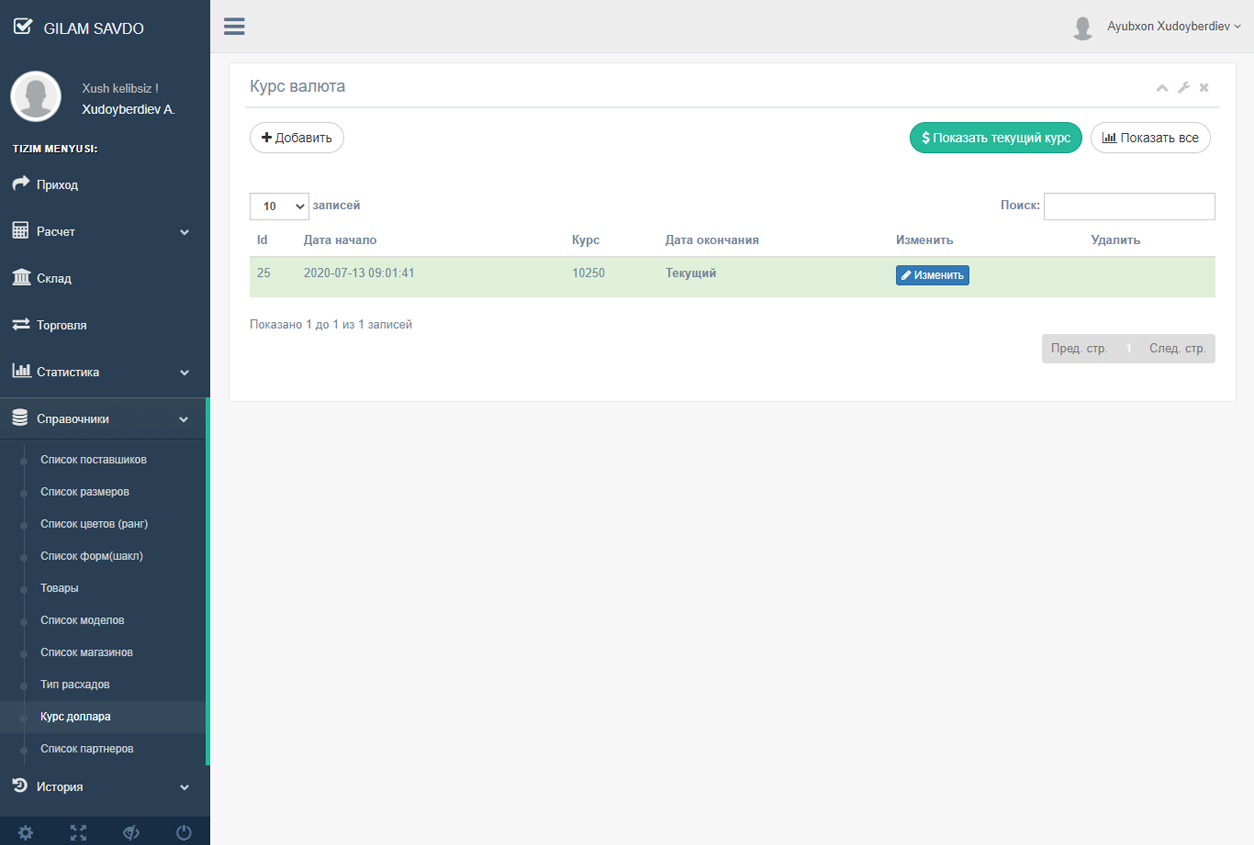 GILAM SAVDO
Ayubxon Xudoyberdiev
Xush kelibsiz !
Xudoyberdiev A.
TIZIM MENYUSI:
Приход
Расчет
Склад
Торговля
Статистика
Справочники
Список поставшиков
Список размеров
Список цветов (ранг)
Список форм(шакл)
Товары
Список моделов
Список магазинов
Тип расхадов
Курс доллара
Список партнеров
История
Курс валюта
Добавить
$ Показать текущий курс
Показать все
10 записей
Поиск:
Id Дата начало Курс Дата окончания Изменить Удалить
25 2020-07-13 09:01:41 10250 Текущий Изменить
Показано 1 до 1 из 1 записей
Пред. стр. 1 След. стр.